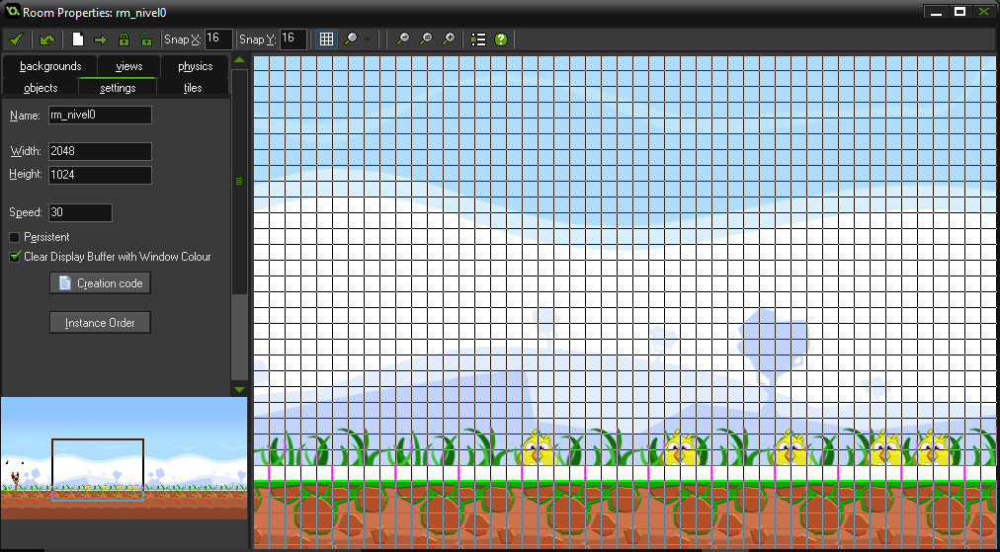 Room Properties: rm_nivel0
Snap X: 16 Snap Y: 16
backgrounds views physics
objects settings tiles
Name: rm_nivel0
Width: 2048
Height: 1024
Speed: 30
Persistent
Clear Display Buffer with Window Colour
Creation code
Instance Order